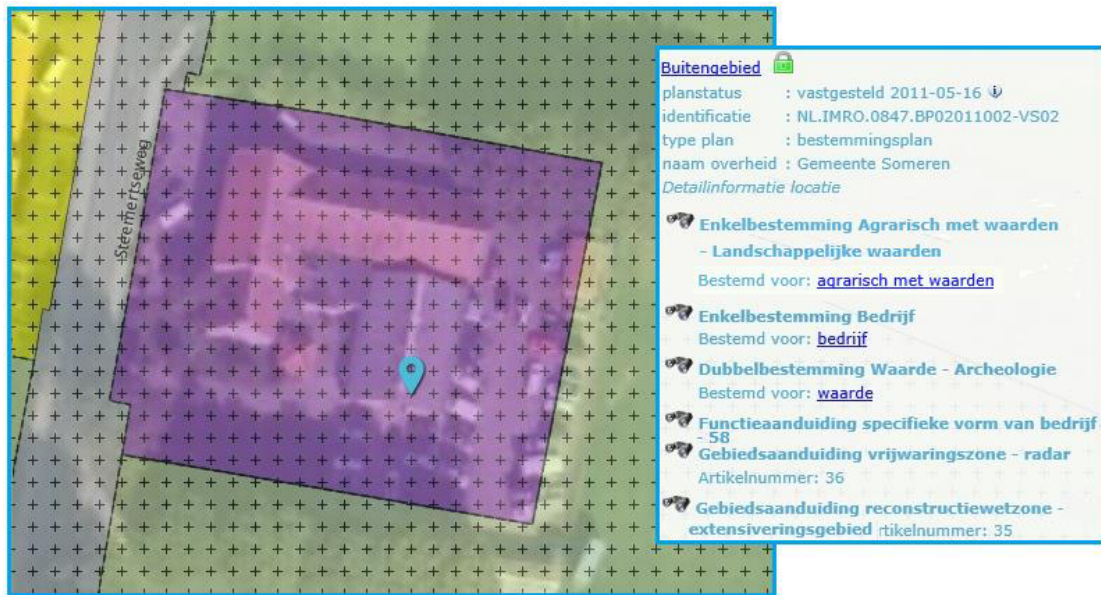 Steemertseweg
Buitengebied
planstatus : vastgesteld 2011-05-16
identificatie : NL.IMRO.0847.BP02011002-VS02
type plan : bestemmingsplan
naam overheid : Gemeente Someren
Detailinformatie locatie
Enkelbestemming Agrarisch met waarden
- Landschappelijke waarden
Bestemd voor: agrarisch met waarden
Enkelbestemming Bedrijf
Bestemd voor: bedrijf
Dubbelbestemming Waarde - Archeologie
Bestemd voor: waarde
Functieaanduiding specifieke vorm van bedrijf
- 58
Gebiedsaanduiding vrijwaringszone - radar
Artikelnummer: 36
Gebiedsaanduiding reconstructiewetzone -
extensiveringsgebied rtikelnummer: 35